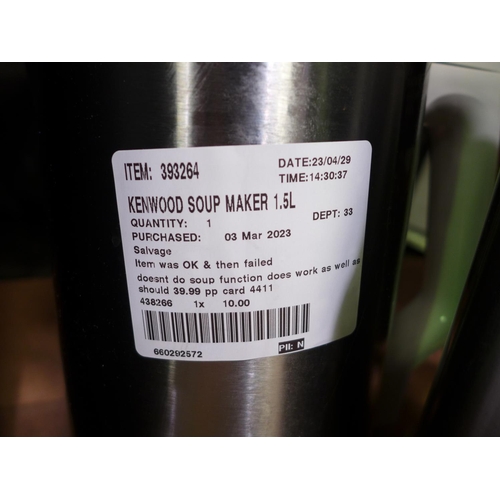 ITEM: 393264 DATE:23/04/29
TIME:14:30:37
KENWOOD SOUP MAKER 1.5L
QUANTITY: 1 DEPT: 33
PURCHASED: 03 Mar 2023
Salvage
Item was OK & then failed
doesnt do soup function does work as well as
should 39.99 pp card 4411
438266 1x 10.00
660292572 PII: N